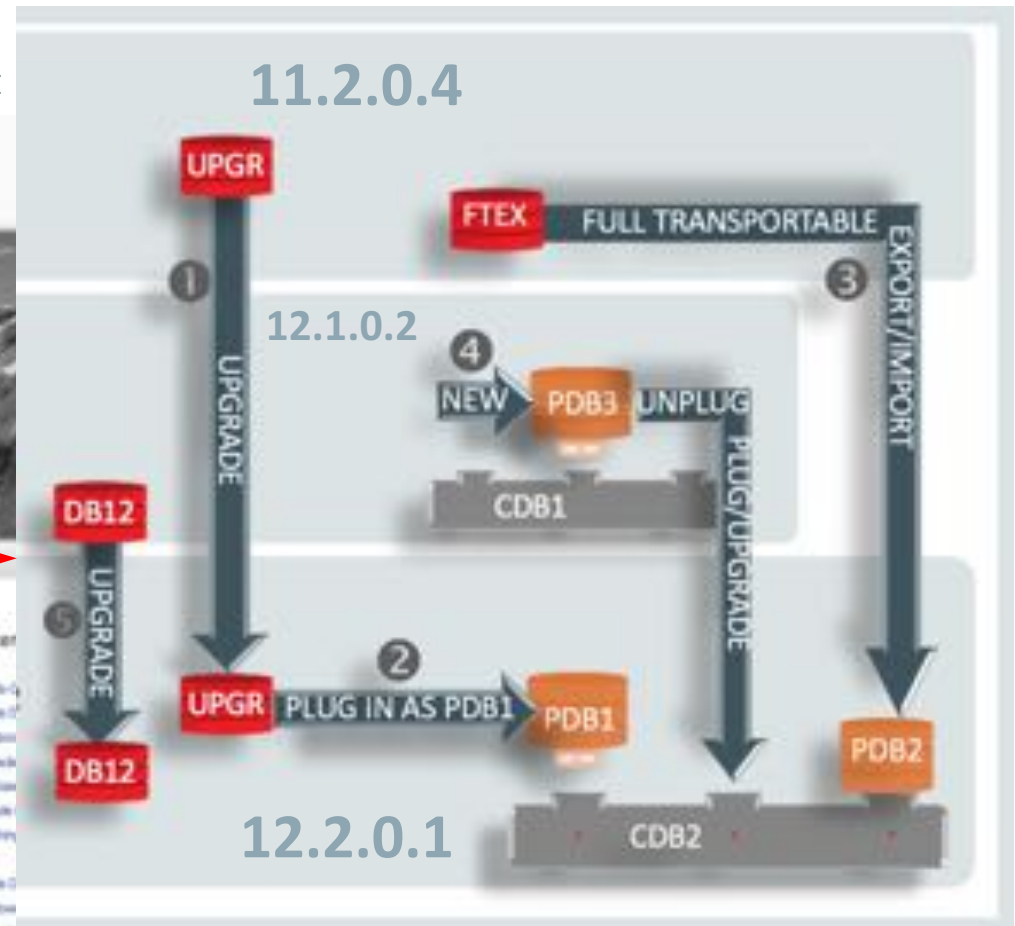 11.2.0.4
UPGR
FTEX
FULL TRANSPORTABLE
EXPORT/IMPORT
1
3
UPGRADE
12.1.0.2
4
NEW
PDB3
UNPLUG
PLUG/UPGRADE
CDB1
DB12
5
UPGRADE
2
UPGR
PLUG IN AS PDB1
PDB1
PDB2
DB12
12.2.0.1
CDB2